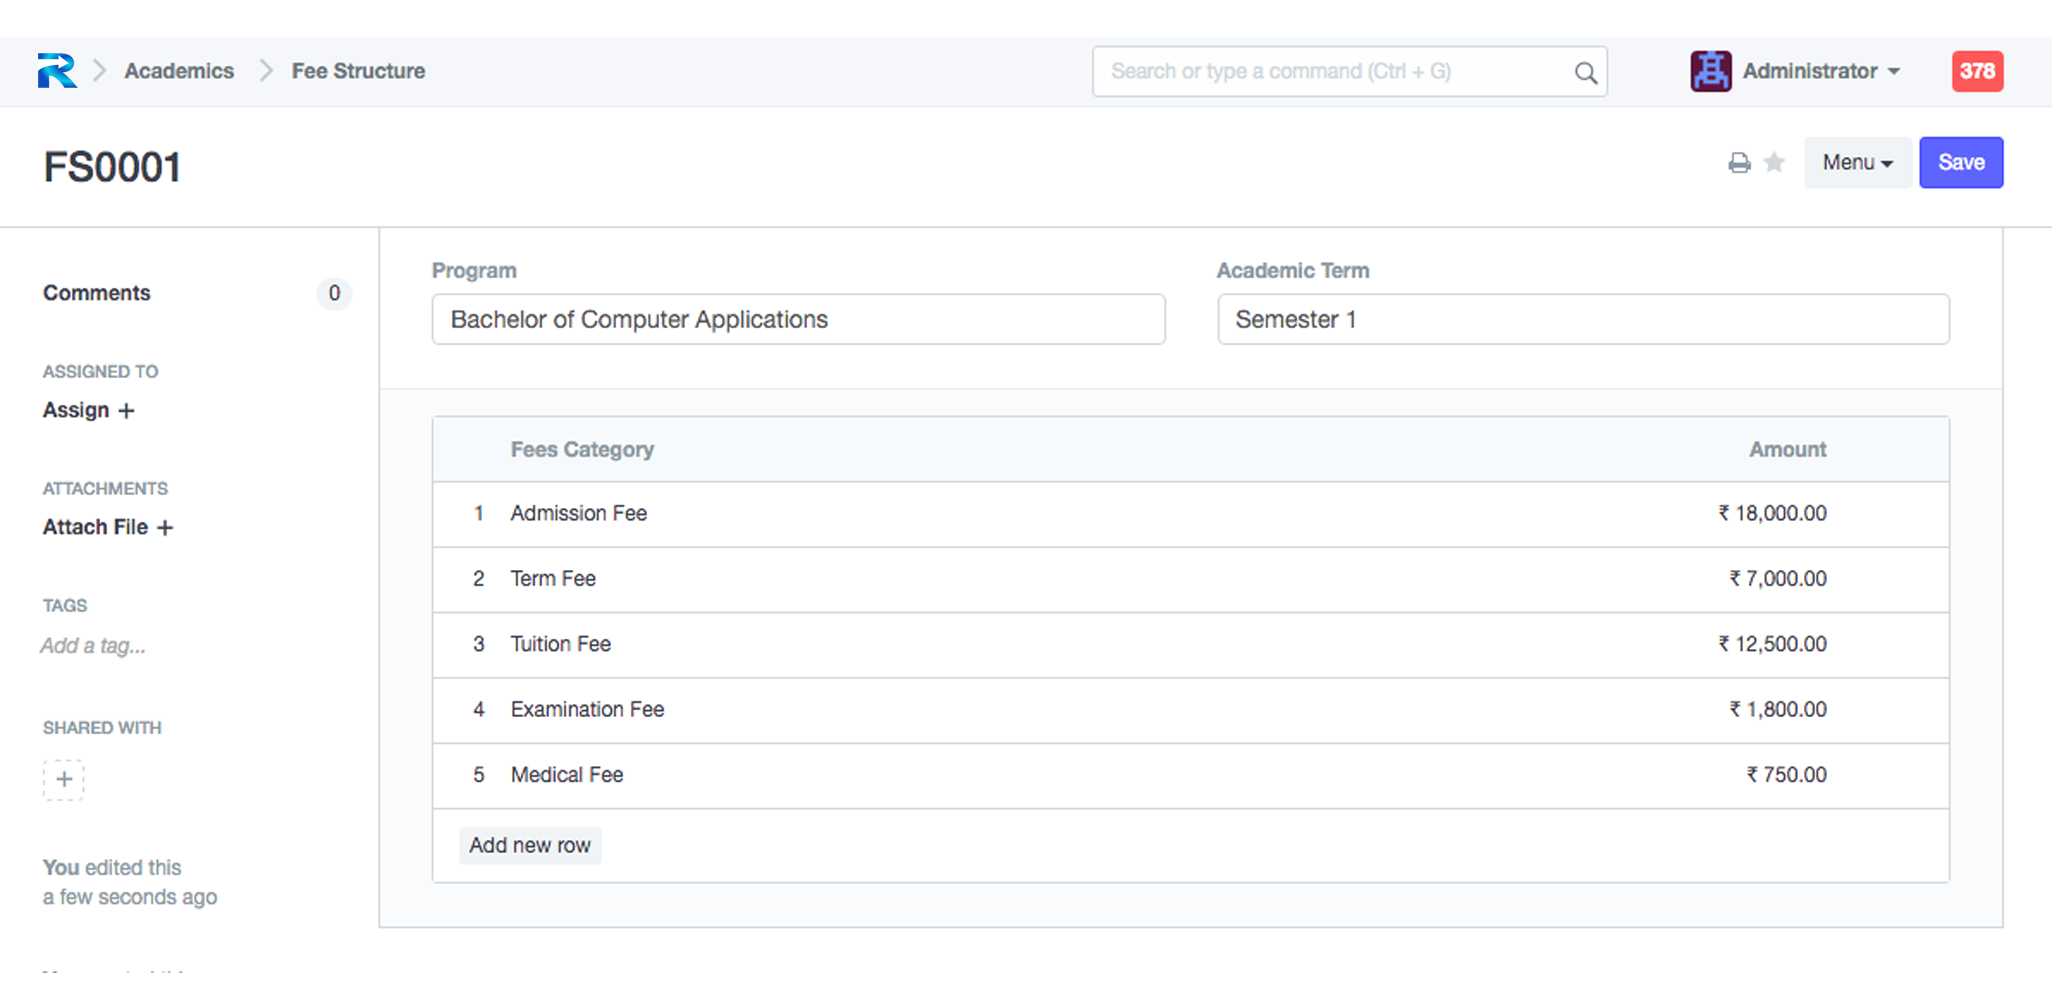 Academics
Fee Structure
Search or type a command (Ctrl + G)
Administrator
378
FS0001
Menu
Save
Comments
0
ASSIGNED TO
Assign +
ATTACHMENTS
Attach File +
TAGS
Add a tag...
SHARED WITH
+
You edited this
a few seconds ago
Program
Bachelor of Computer Applications
Academic Term
Semester 1
Fees Category Amount
1 Admission Fee ₹ 18,000.00
2 Term Fee ₹ 7,000.00
3 Tuition Fee ₹ 12,500.00
4 Examination Fee ₹ 1,800.00
5 Medical Fee ₹ 750.00
Add new row